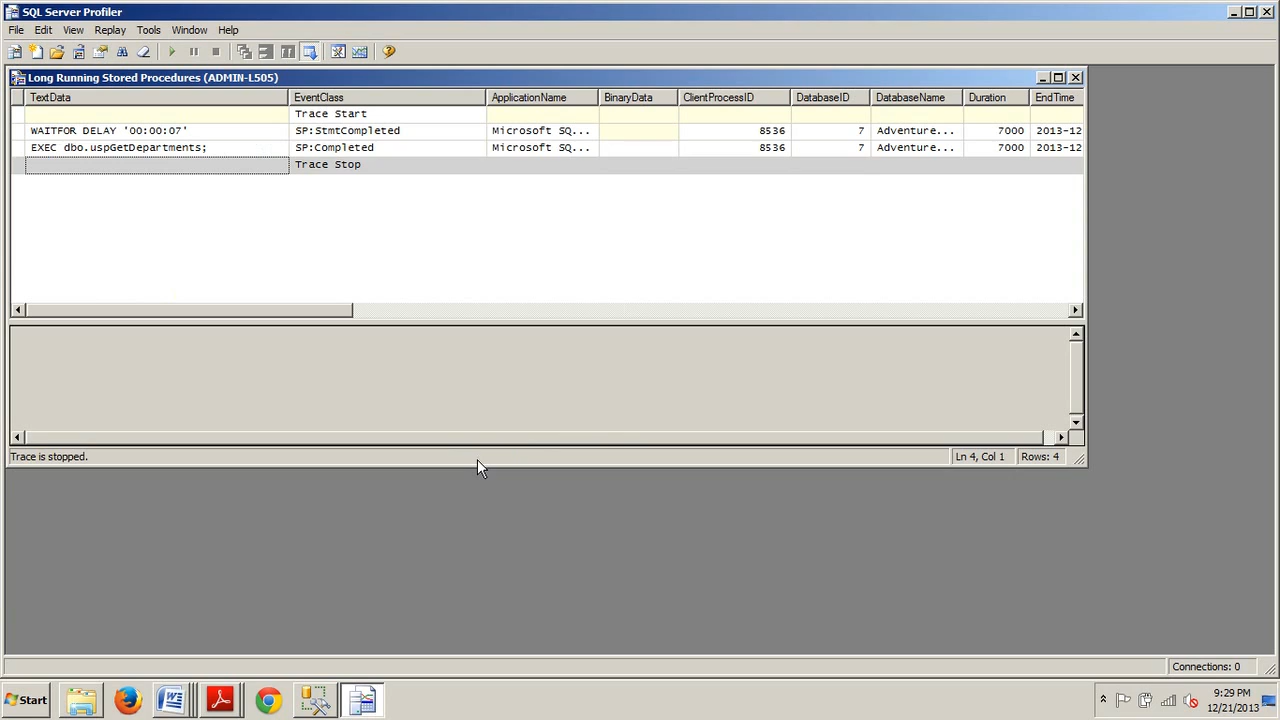 SQL Server Profiler
File Edit View Replay Tools Window Help
Long Running Stored Procedures (ADMIN-L505)
TextData EventClass ApplicationName BinaryData ClientProcessID DatabaseID DatabaseName Duration EndTime
Trace Start
WAITFOR DELAY '00:00:07' SP:StmtCompleted Microsoft SQ... 8536 7 Adventure... 7000 2013-12
EXEC dbo.uspGetDepartments; SP:Completed Microsoft SQ... 8536 7 Adventure... 7000 2013-12
Trace Stop
Trace is stopped. Ln 4, Col 1 Rows: 4
Connections: 0
Start 9:29 PM
12/21/2013